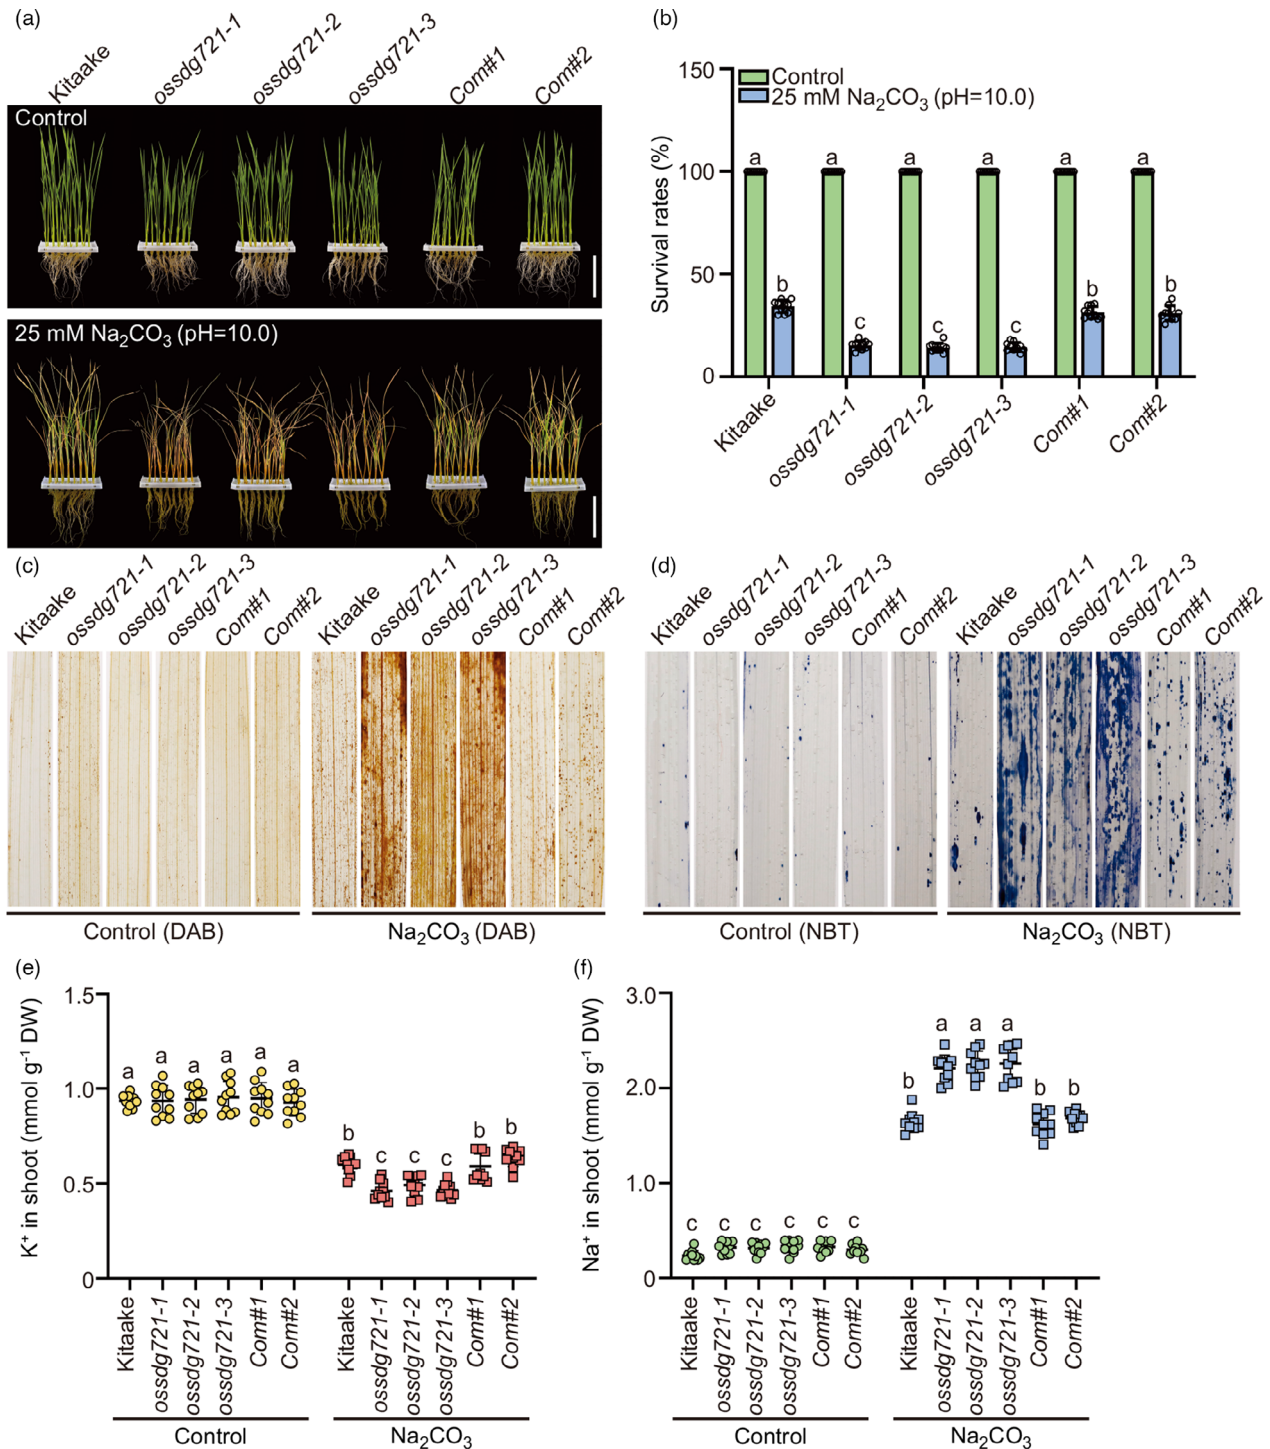 (a)
Kitaake ossdg721-1 ossdg721-2 ossdg721-3 Com#1 Com#2
Control
25 mM Na₂CO₃ (pH=10.0)
(b)
Survival rates (%)
150
100
50
0
Control
25 mM Na₂CO₃ (pH=10.0)
a a a a a a
b c c c b b
Kitaake ossdg721-1 ossdg721-2 ossdg721-3 Com#1 Com#2
(c)
Kitaake ossdg721-1 ossdg721-2 ossdg721-3 Com#1 Com#2 Kitaake ossdg721-1 ossdg721-2 ossdg721-3 Com#1 Com#2
Control (DAB) Na₂CO₃ (DAB)
(d)
Kitaake ossdg721-1 ossdg721-2 ossdg721-3 Com#1 Com#2 Kitaake ossdg721-1 ossdg721-2 ossdg721-3 Com#1 Com#2
Control (NBT) Na₂CO₃ (NBT)
(e)
K⁺ in shoot (mmol g⁻¹ DW)
1.5
1.0
0.5
0
a a a a a a b c c c b b
Kitaake ossdg721-1 ossdg721-2 ossdg721-3 Com#1 Com#2 Kitaake ossdg721-1 ossdg721-2 ossdg721-3 Com#1 Com#2
Control Na₂CO₃
(f)
Na⁺ in shoot (mmol g⁻¹ DW)
3.0
2.0
1.0
0
c c c c c c b a a a b b
Kitaake ossdg721-1 ossdg721-2 ossdg721-3 Com#1 Com#2 Kitaake ossdg721-1 ossdg721-2 ossdg721-3 Com#1 Com#2
Control Na₂CO₃